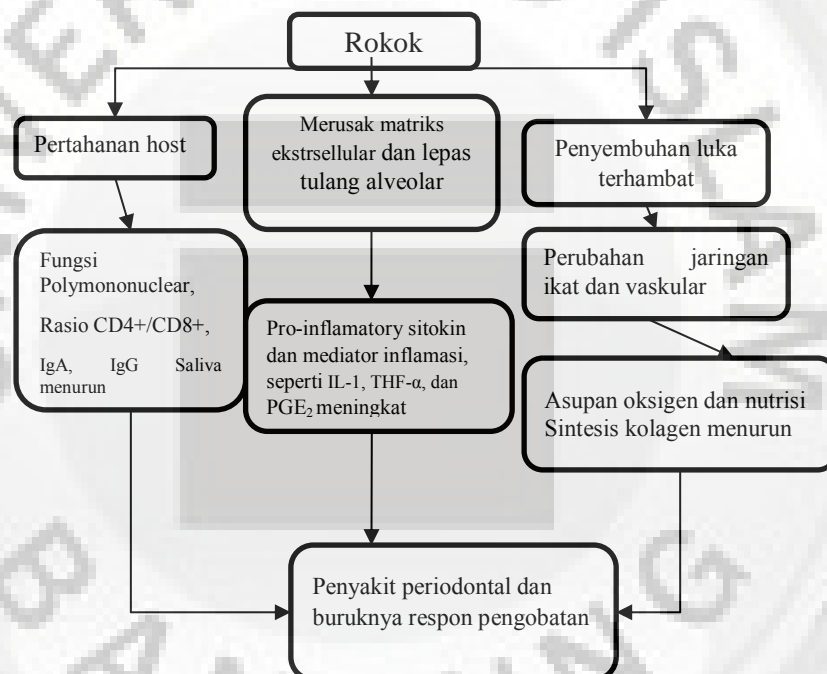 Rokok
Pertahanan host
Merusak matriks
ekstrsellular dan lepas
tulang alveolar
Penyembuhan luka
terhambat
Fungsi
Polymononuclear,
Rasio CD4+/CD8+,
IgA, IgG Saliva
menurun
Pro-inflamatory sitokin
dan mediator inflamasi,
seperti IL-1, THF-α, dan
PGE₂ meningkat
Perubahan jaringan
ikat dan vaskular
Asupan oksigen dan nutrisi
Sintesis kolagen menurun
Penyakit periodontal dan
buruknya respon pengobatan